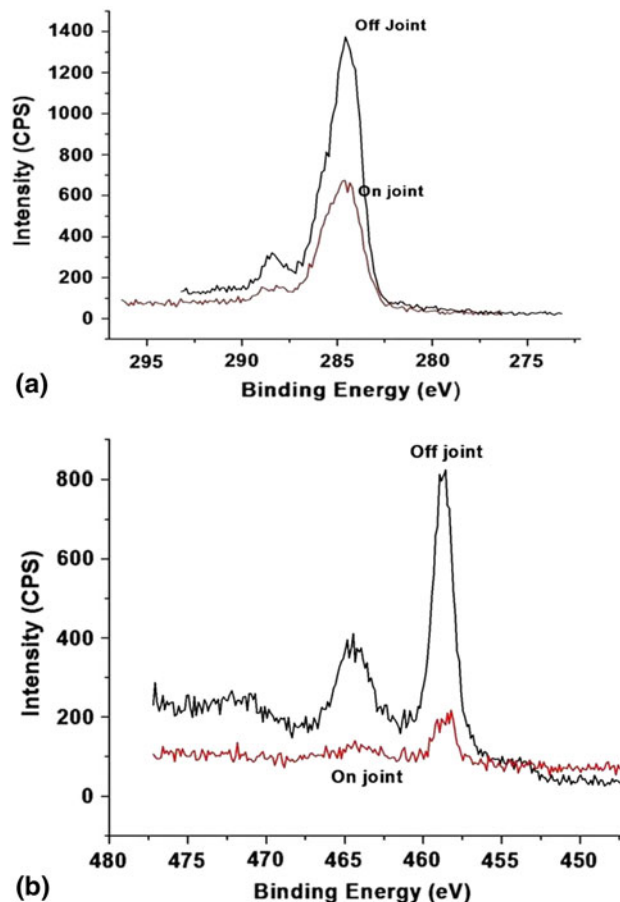 1400
1200
1000
800
600
400
200
0
Intensity (CPS)
Off Joint
On joint
295 290 285 280 275
Binding Energy (eV)
(a)
800
600
400
200
0
Intensity (CPS)
Off joint
On joint
480 475 470 465 460 455 450
Binding Energy (eV)
(b)